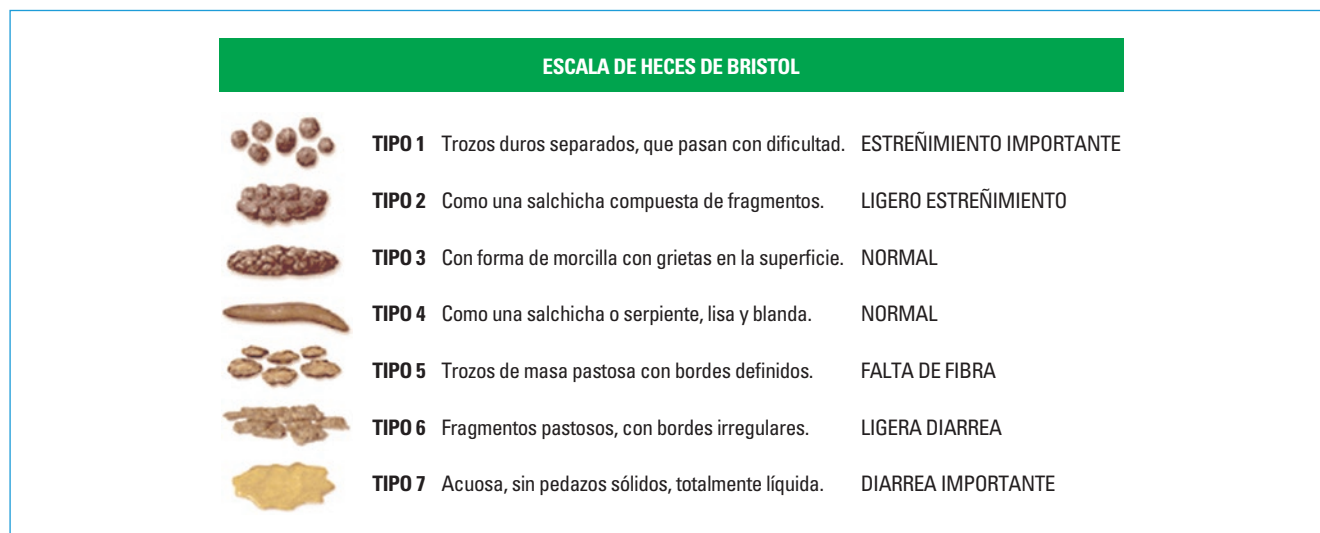 ESCALA DE HECES DE BRISTOL
TIPO 1 Trozos duros separados, que pasan con dificultad. ESTREÑIMIENTO IMPORTANTE
TIPO 2 Como una salchicha compuesta de fragmentos. LIGERO ESTREÑIMIENTO
TIPO 3 Con forma de morcilla con grietas en la superficie. NORMAL
TIPO 4 Como una salchicha o serpiente, lisa y blanda. NORMAL
TIPO 5 Trozos de masa pastosa con bordes definidos. FALTA DE FIBRA
TIPO 6 Fragmentos pastosos, con bordes irregulares. LIGERA DIARREA
TIPO 7 Acuosa, sin pedazos sólidos, totalmente líquida. DIARREA IMPORTANTE